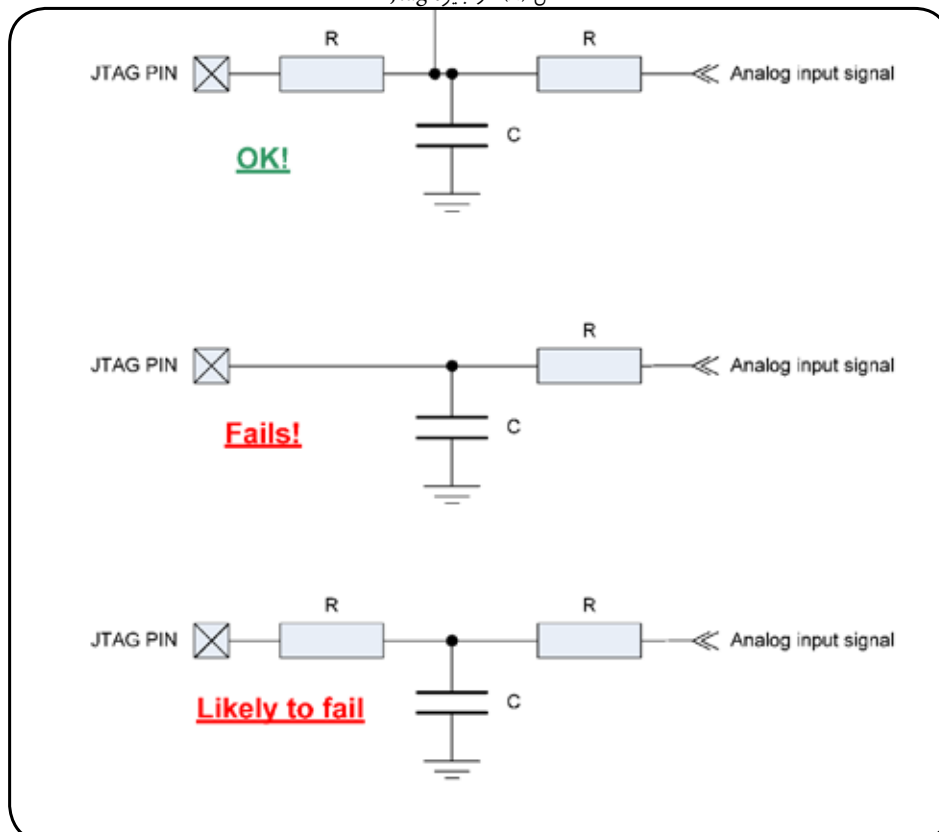 R R
JTAG PIN Analog input signal
C
OK!
R
JTAG PIN Analog input signal
C
Fails!
R R
JTAG PIN Analog input signal
C
Likely to fail